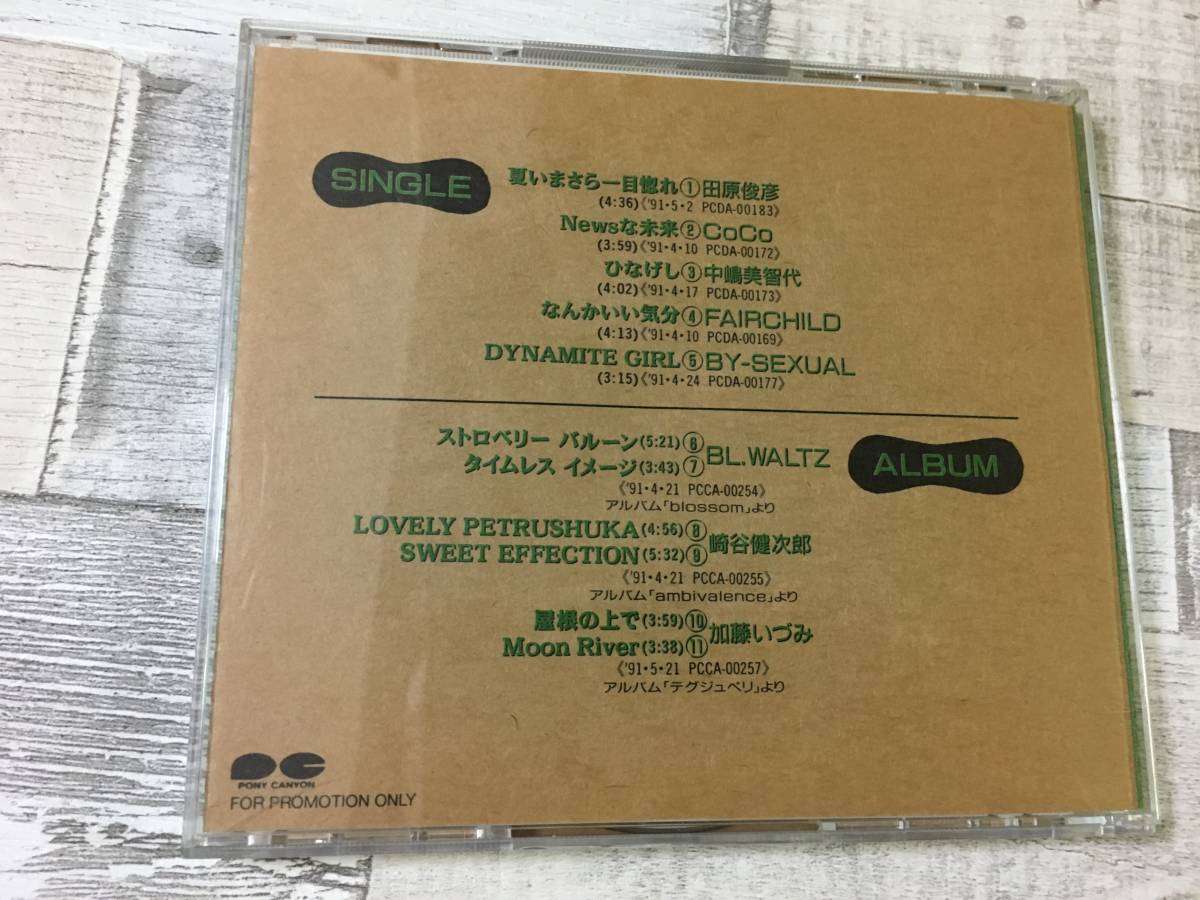 SINGLE
夏いまさら一目惚れ①田原俊彦
(4:36)《'91・5・2 PCDA-00183》
Newsな未来②CoCo
(3:59)《'91・4・10 PCDA-00172》
ひなげし③中嶋美智代
(4:02)《'91・4・17 PCDA-00173》
なんかいい気分④FAIRCHILD
(4:13)《'91・4・10 PCDA-00169》
DYNAMITE GIRL⑤BY-SEXUAL
(3:15)《'91・4・24 PCDA-00177》
ALBUM
ストロベリー バルーン(5:21)⑥
タイムレス イメージ(3:43)⑦
BL.WALTZ
《'91・4・21 PCCA-00254》
アルバム「blossom」より
LOVELY PETRUSHUKA(4:56)⑧
SWEET EFFECTION(5:32)⑨
崎谷健次郎
《'91・4・21 PCCA-00255》
アルバム「ambivalence」より
屋根の上で(3:59)⑩
Moon River(3:38)⑪
加藤いづみ
《'91・5・21 PCCA-00257》
アルバム「テグジュペリ」より
PONY CANYON
FOR PROMOTION ONLY